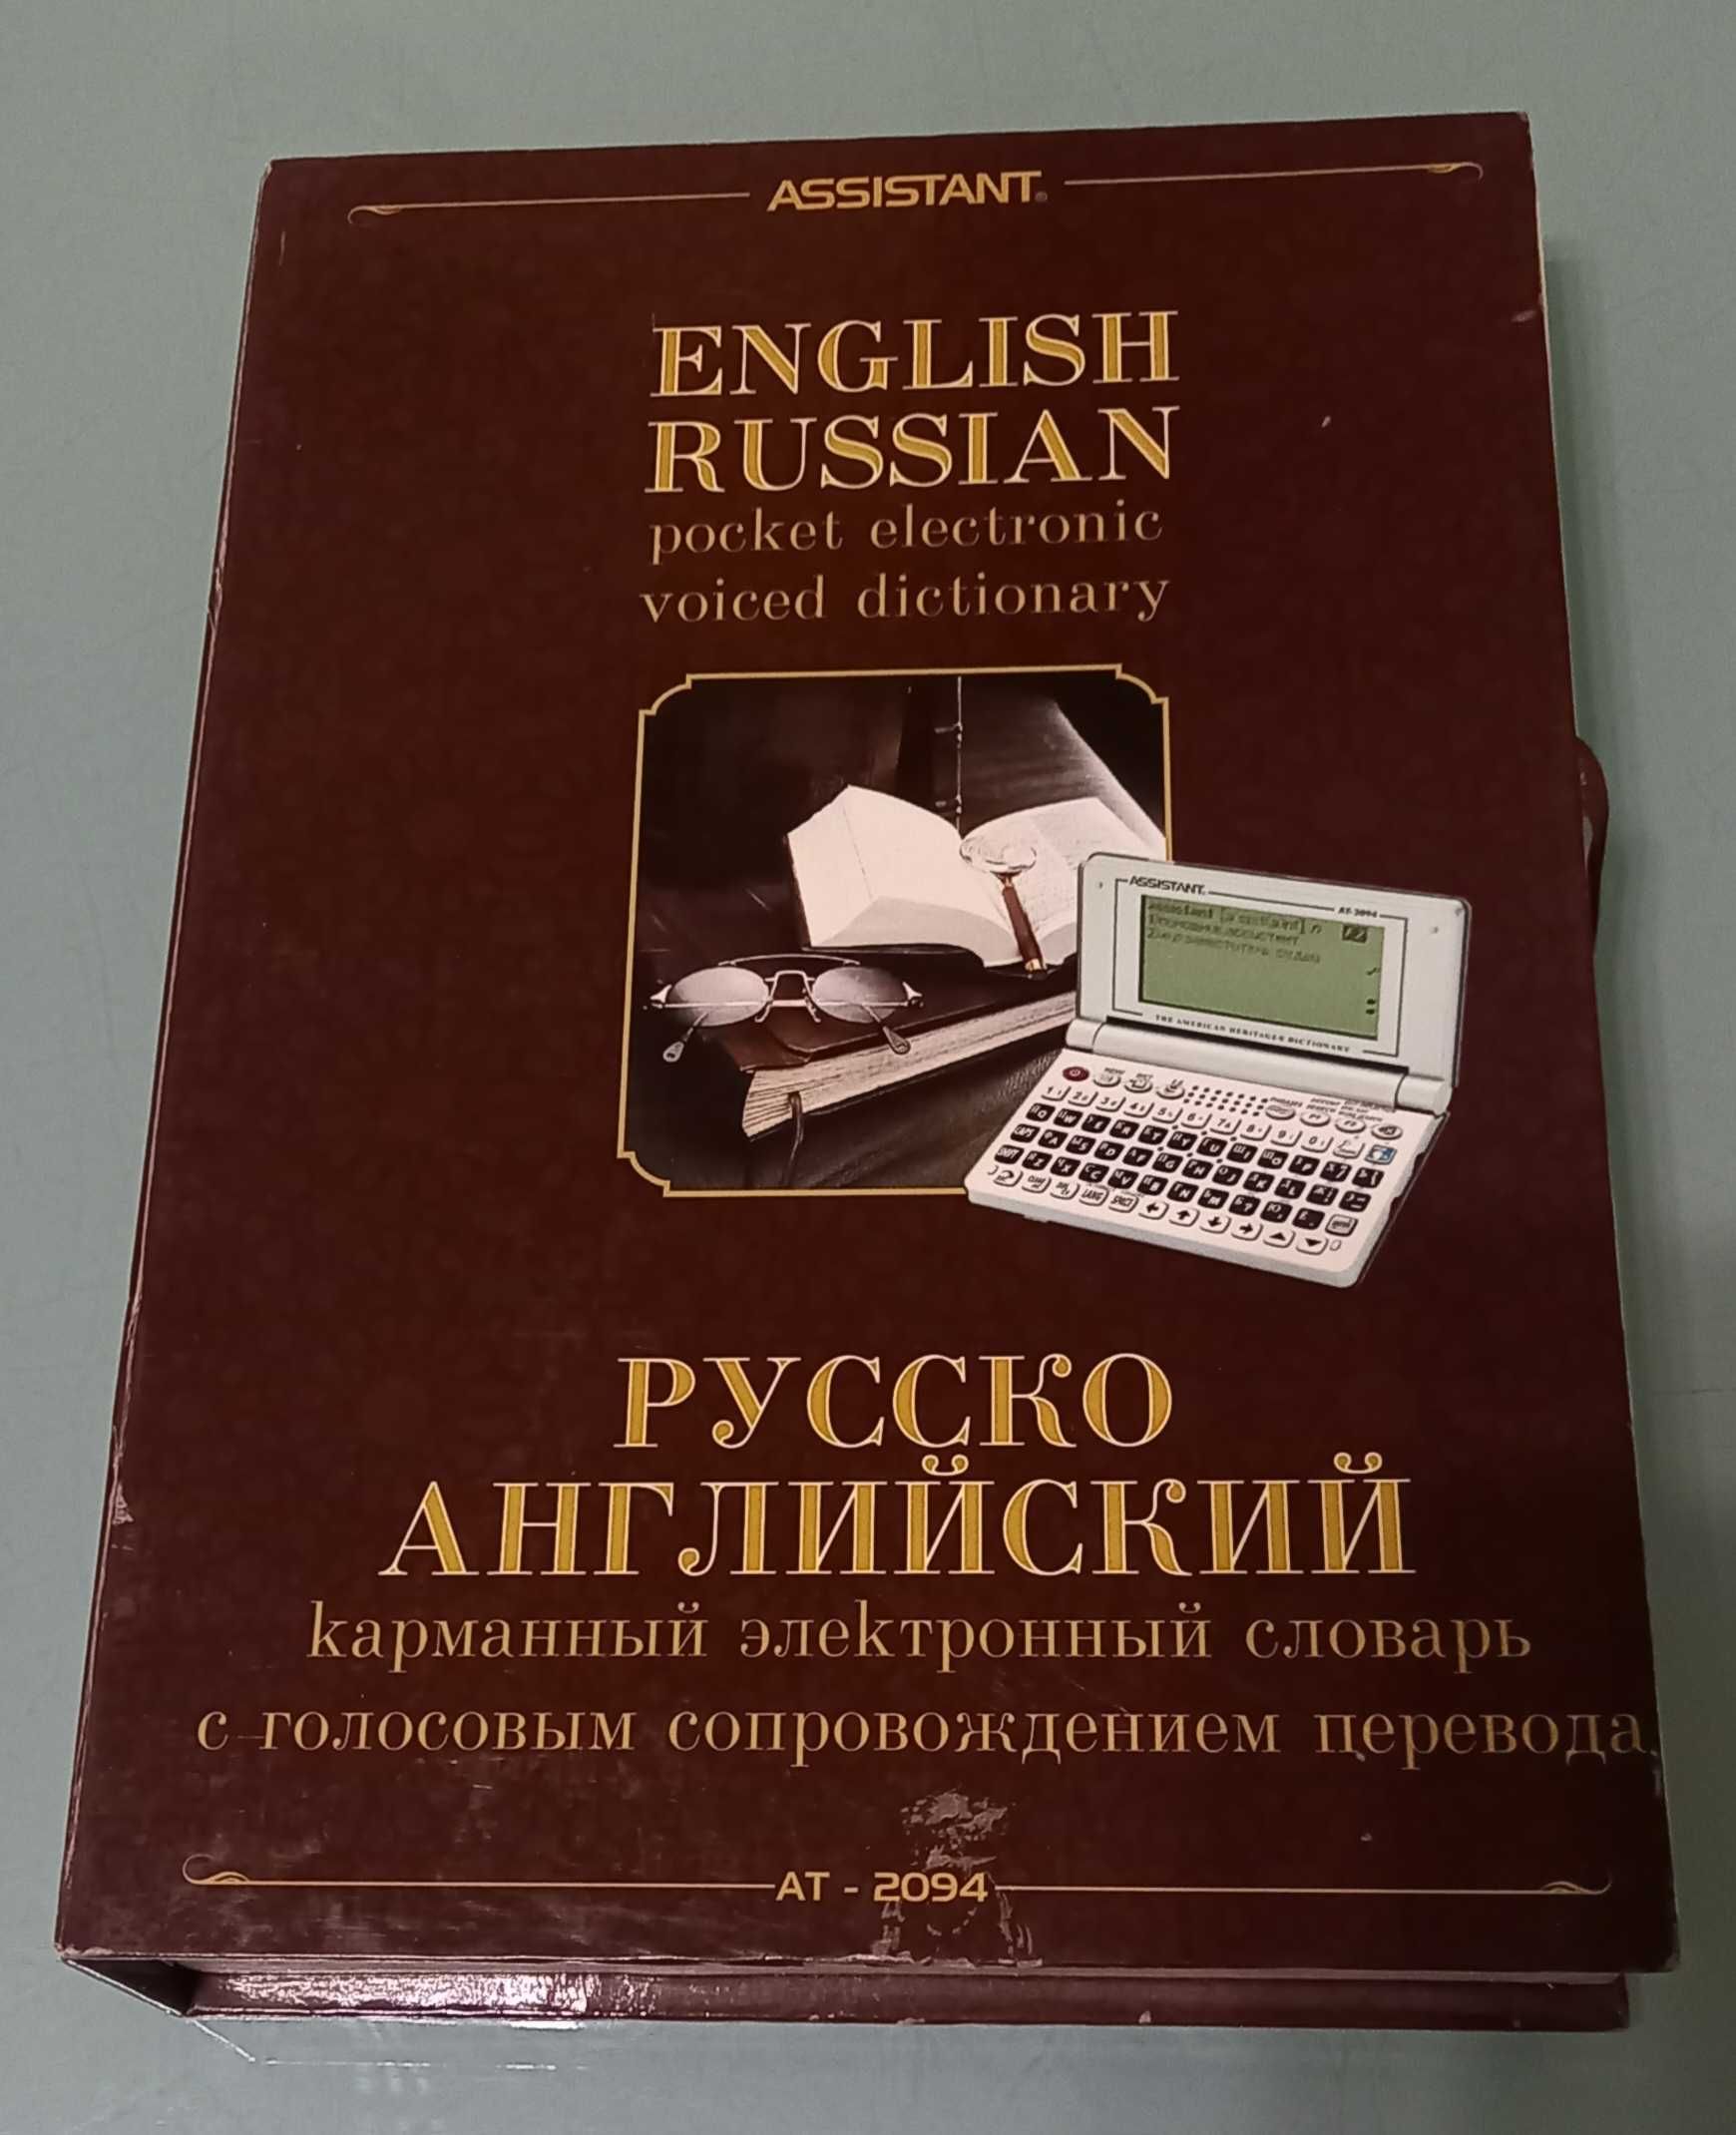 ASSISTANT®
ENGLISH
RUSSIAN
pocket electronic
voiced dictionary
ASSISTANT
AT-2094
THE AMERICAN HERITAGE® DICTIONARY
РУССКО
АНГЛИЙСКИЙ
карманный электронный словарь
с голосовым сопровождением перевода
AT - 2094